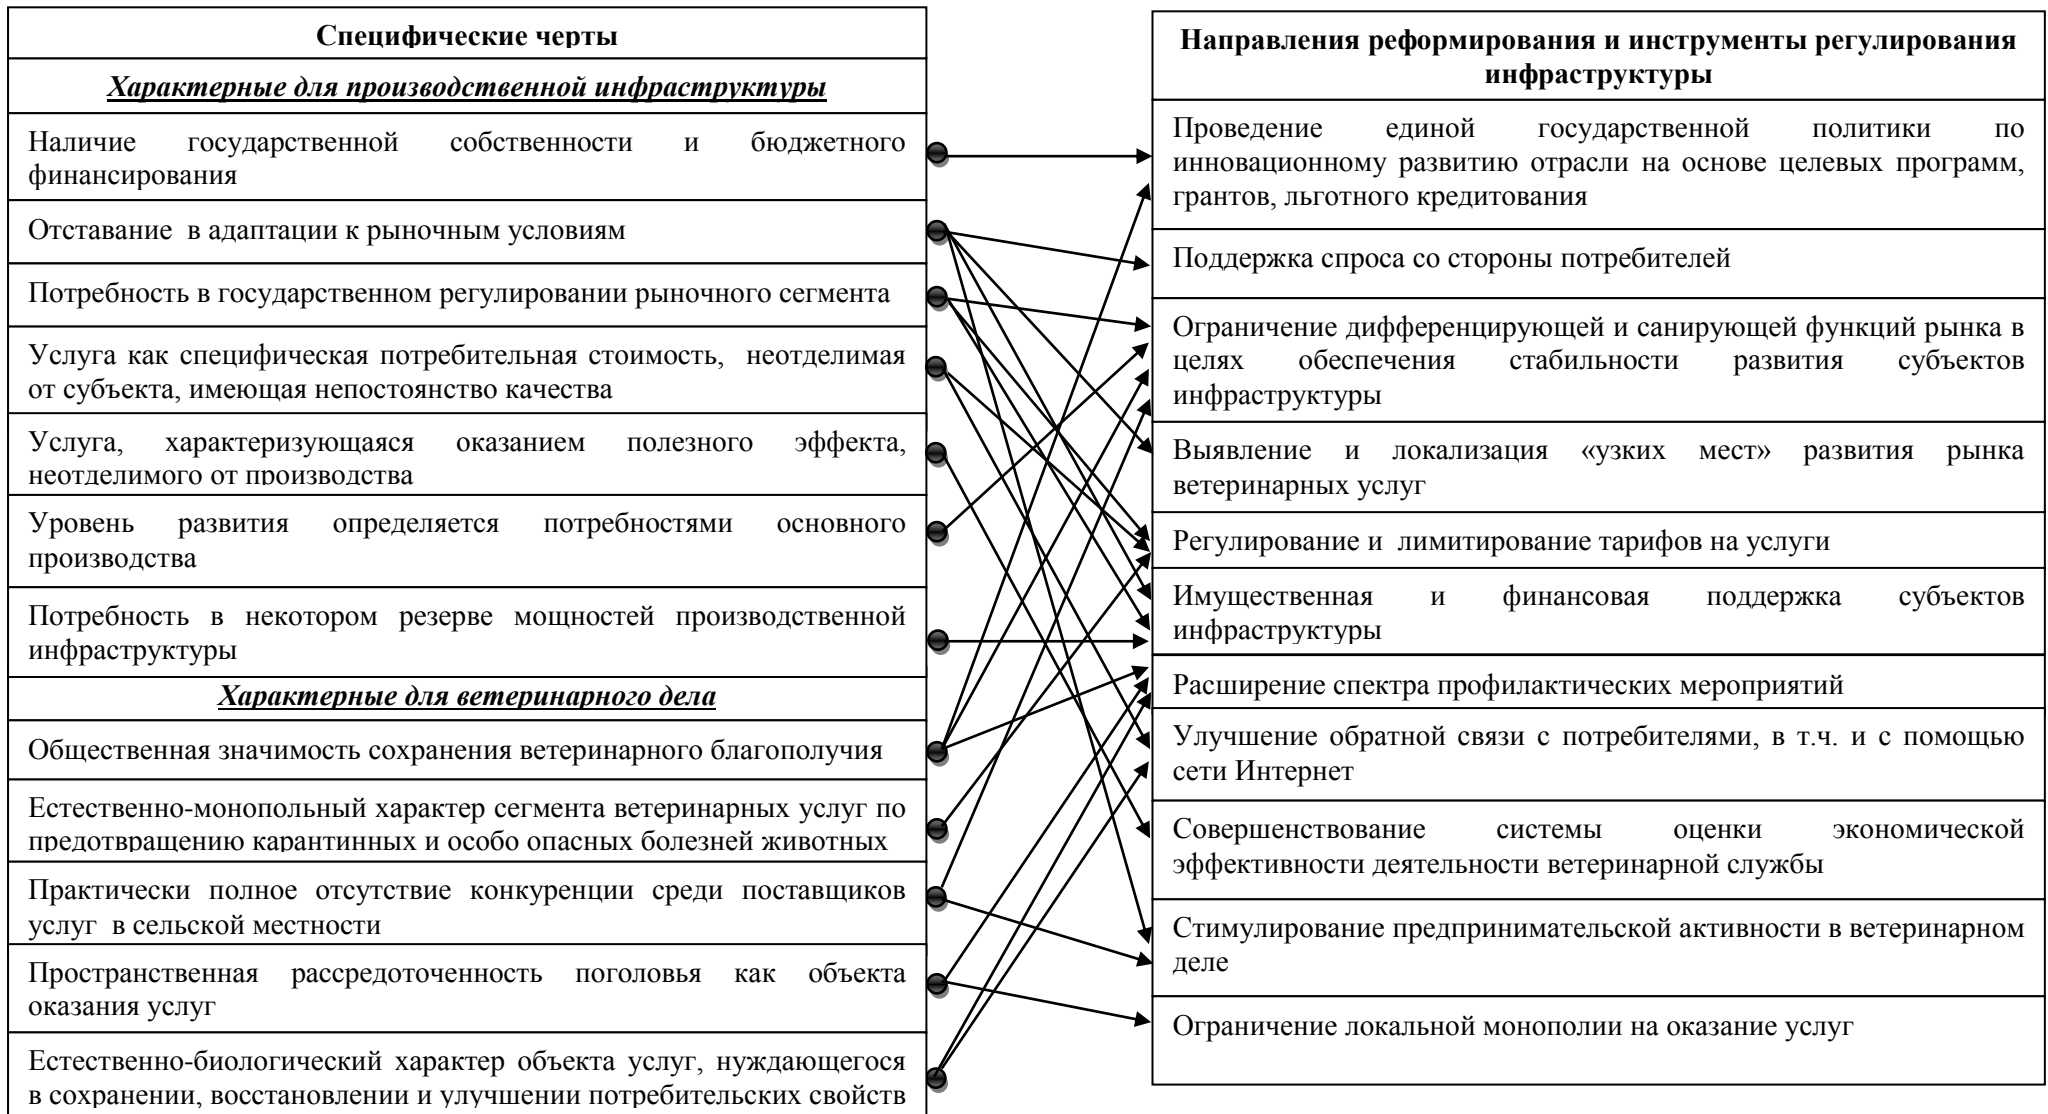 Специфические черты
Характерные для производственной инфраструктуры
Наличие государственной собственности и бюджетного
финансирования
Отставание в адаптации к рыночным условиям
Потребность в государственном регулировании рыночного сегмента
Услуга как специфическая потребительная стоимость, неотделимая
от субъекта, имеющая непостоянство качества
Услуга, характеризующаяся оказанием полезного эффекта,
неотделимого от производства
Уровень развития определяется потребностями основного
производства
Потребность в некотором резерве мощностей производственной
инфраструктуры
Характерные для ветеринарного дела
Общественная значимость сохранения ветеринарного благополучия
Естественно-монопольный характер сегмента ветеринарных услуг по
предотвращению карантинных и особо опасных болезней животных
Практически полное отсутствие конкуренции среди поставщиков
услуг в сельской местности
Пространственная рассредоточенность поголовья как объекта
оказания услуг
Естественно-биологический характер объекта услуг, нуждающегося
в сохранении, восстановлении и улучшении потребительских свойств
Направления реформирования и инструменты регулирования
инфраструктуры
Проведение единой государственной политики по
инновационному развитию отрасли на основе целевых программ,
грантов, льготного кредитования
Поддержка спроса со стороны потребителей
Ограничение дифференцирующей и санирующей функций рынка в
целях обеспечения стабильности развития субъектов
инфраструктуры
Выявление и локализация «узких мест» развития рынка
ветеринарных услуг
Регулирование и лимитирование тарифов на услуги
Имущественная и финансовая поддержка субъектов
инфраструктуры
Расширение спектра профилактических мероприятий
Улучшение обратной связи с потребителями, в т.ч. и с помощью
сети Интернет
Совершенствование системы оценки экономической
эффективности деятельности ветеринарной службы
Стимулирование предпринимательской активности в ветеринарном
деле
Ограничение локальной монополии на оказание услуг